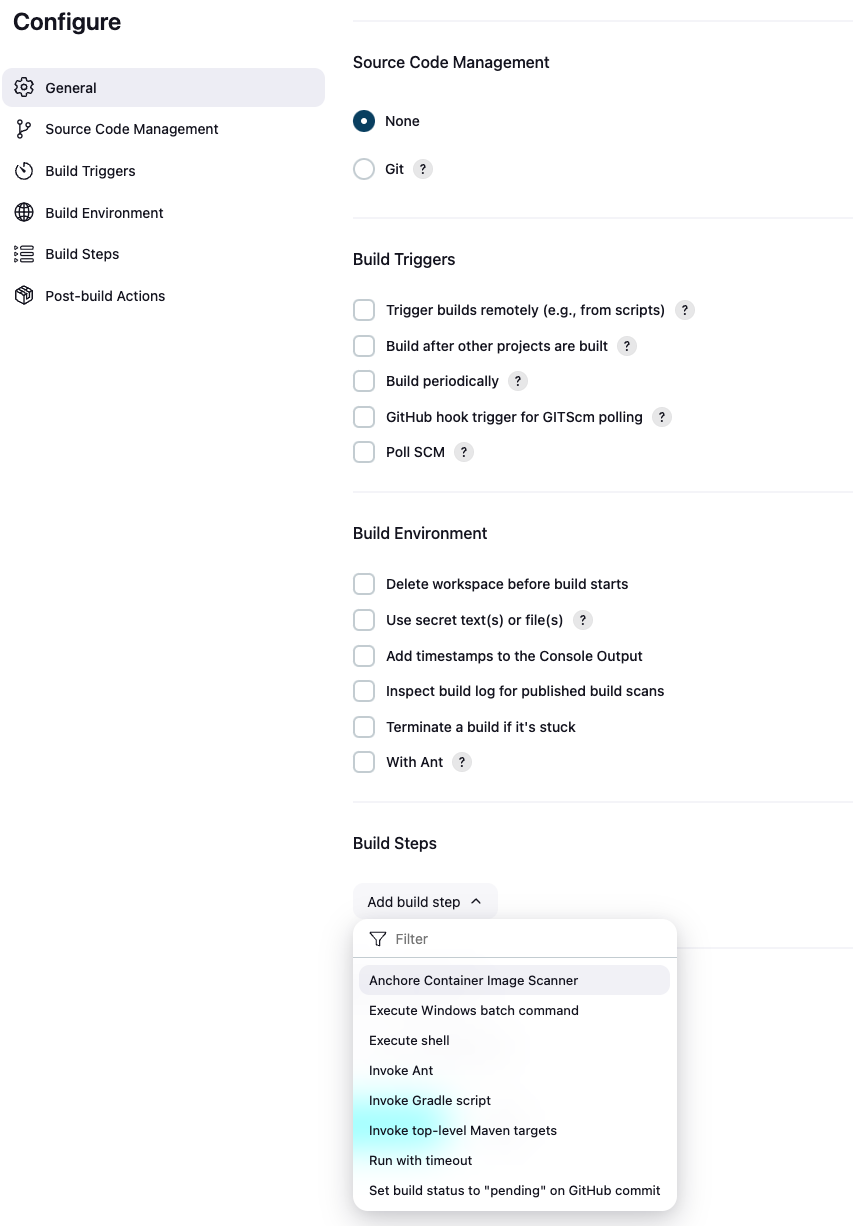 Configure
General
Source Code Management
Build Triggers
Build Environment
Build Steps
Post-build Actions
Source Code Management
None
Git ?
Build Triggers
Trigger builds remotely (e.g., from scripts) ?
Build after other projects are built ?
Build periodically ?
GitHub hook trigger for GITScm polling ?
Poll SCM ?
Build Environment
Delete workspace before build starts
Use secret text(s) or file(s) ?
Add timestamps to the Console Output
Inspect build log for published build scans
Terminate a build if it's stuck
With Ant ?
Build Steps
Add build step
Filter
Anchore Container Image Scanner
Execute Windows batch command
Execute shell
Invoke Ant
Invoke Gradle script
Invoke top-level Maven targets
Run with timeout
Set build status to "pending" on GitHub commit